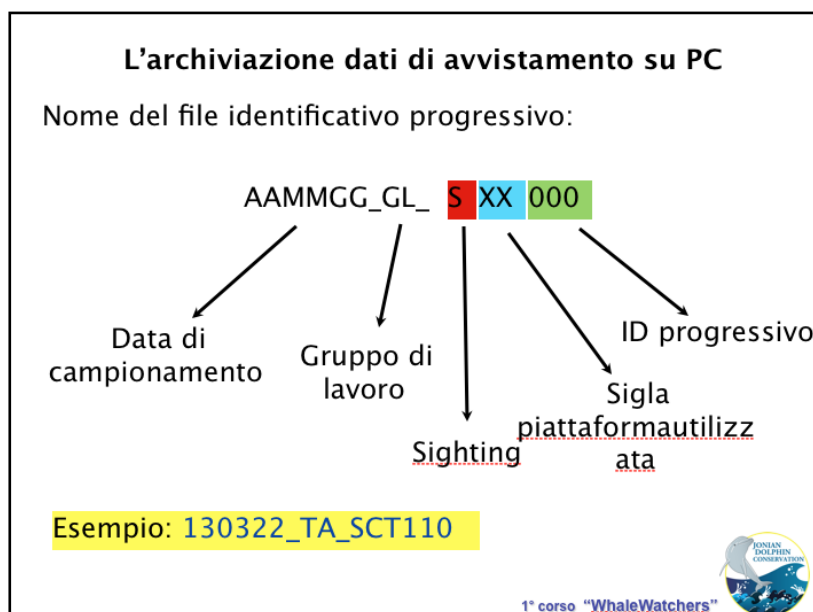 L'archiviazione dati di avvistamento su PC
Nome del file identificativo progressivo:
AAMMGG_GL_ S XX 000
Data di
campionamento
Gruppo di
lavoro
Sighting
Sigla
piattaformautilizz
ata
ID progressivo
Esempio: 130322_TA_SCT110
JONIAN
DOLPHIN
CONSERVATION
1° corso “WhaleWatchers”